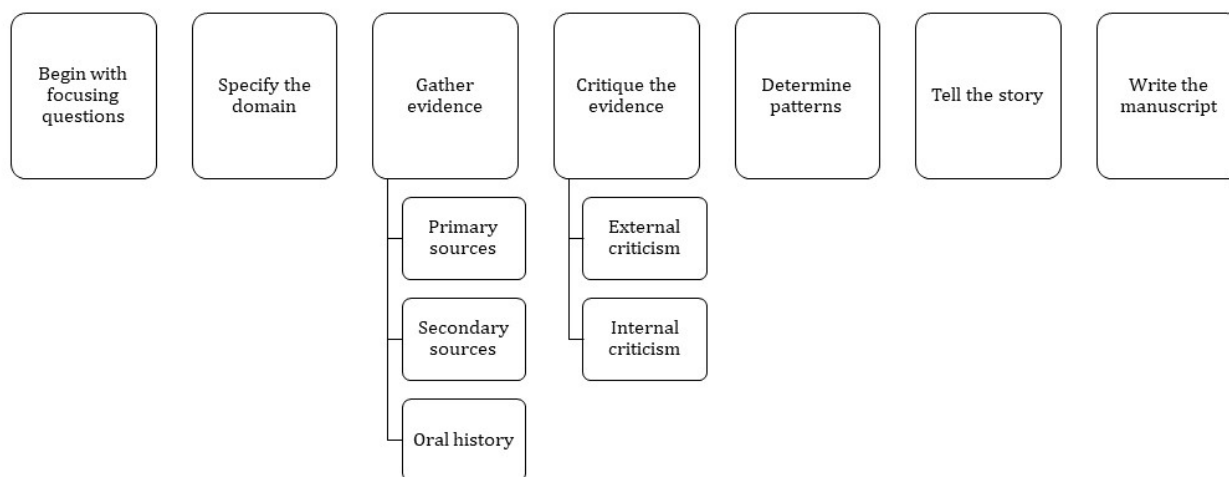 Begin with
focusing
questions
Specify the
domain
Gather
evidence
Critique the
evidence
Determine
patterns
Tell the story
Write the
manuscript
Primary
sources
External
criticism
Secondary
sources
Internal
criticism
Oral history